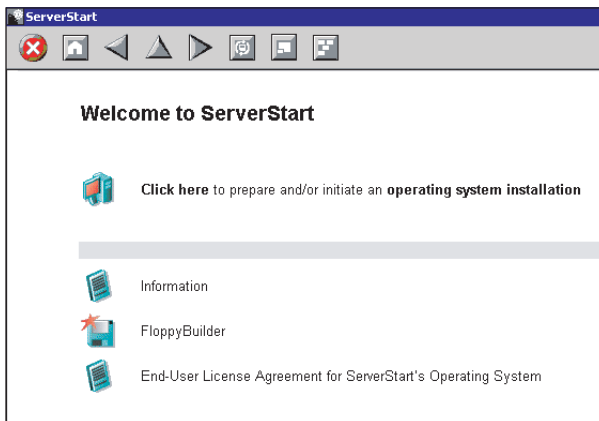 ServerStart
Welcome to ServerStart
Click here to prepare and/or initiate an operating system installation
Information
FloppyBuilder
End-User License Agreement for ServerStart's Operating System